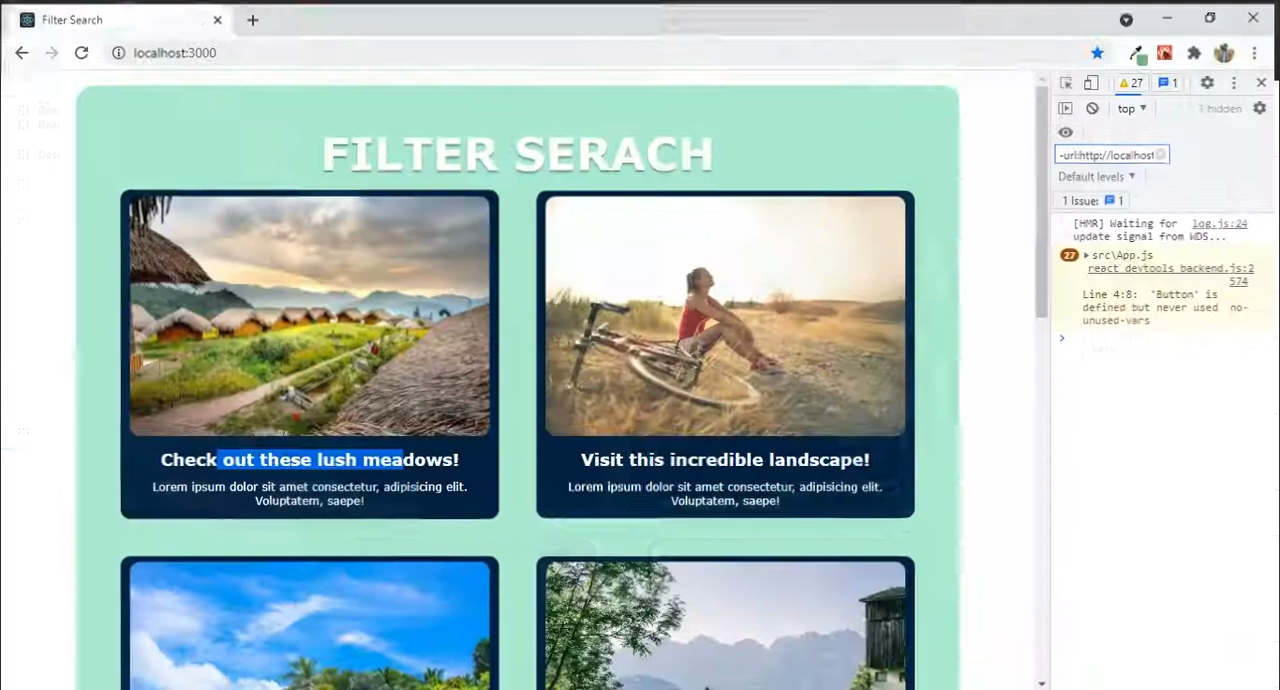 Filter Search
localhost:3000
27
1
top
1 hidden
-url:http://localhost
Default levels
1 Issue: 1
[HMR] Waiting for log.js:24
update signal from WDS...
27 src\App.js
react devtools backend.js:2
574
Line 4:8: 'Button' is
defined but never used no-
unused-vars
FILTER SERACH
Check out these lush meadows!
Lorem ipsum dolor sit amet consectetur, adipisicing elit.
Voluptatem, saepe!
Visit this incredible landscape!
Lorem ipsum dolor sit amet consectetur, adipisicing elit.
Voluptatem, saepe!